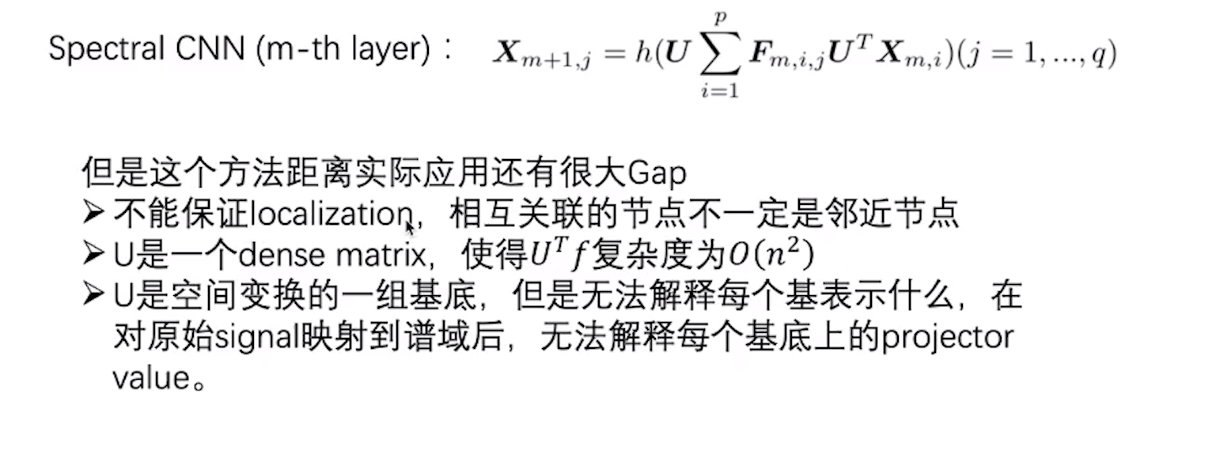 Spectral CNN (m-th layer)： X_{m+1,j} = h(U \sum_{i=1}^{p} F_{m,i,j} U^T X_{m,i})(j = 1, ..., q)
但是这个方法距离实际应用还有很大Gap
➢ 不能保证localization，相互关联的节点不一定是邻近节点
➢ U是一个dense matrix，使得U^T f复杂度为O(n^2)
➢ U是空间变换的一组基底，但是无法解释每个基表示什么，在
对原始signal映射到谱域后，无法解释每个基底上的projector
value。